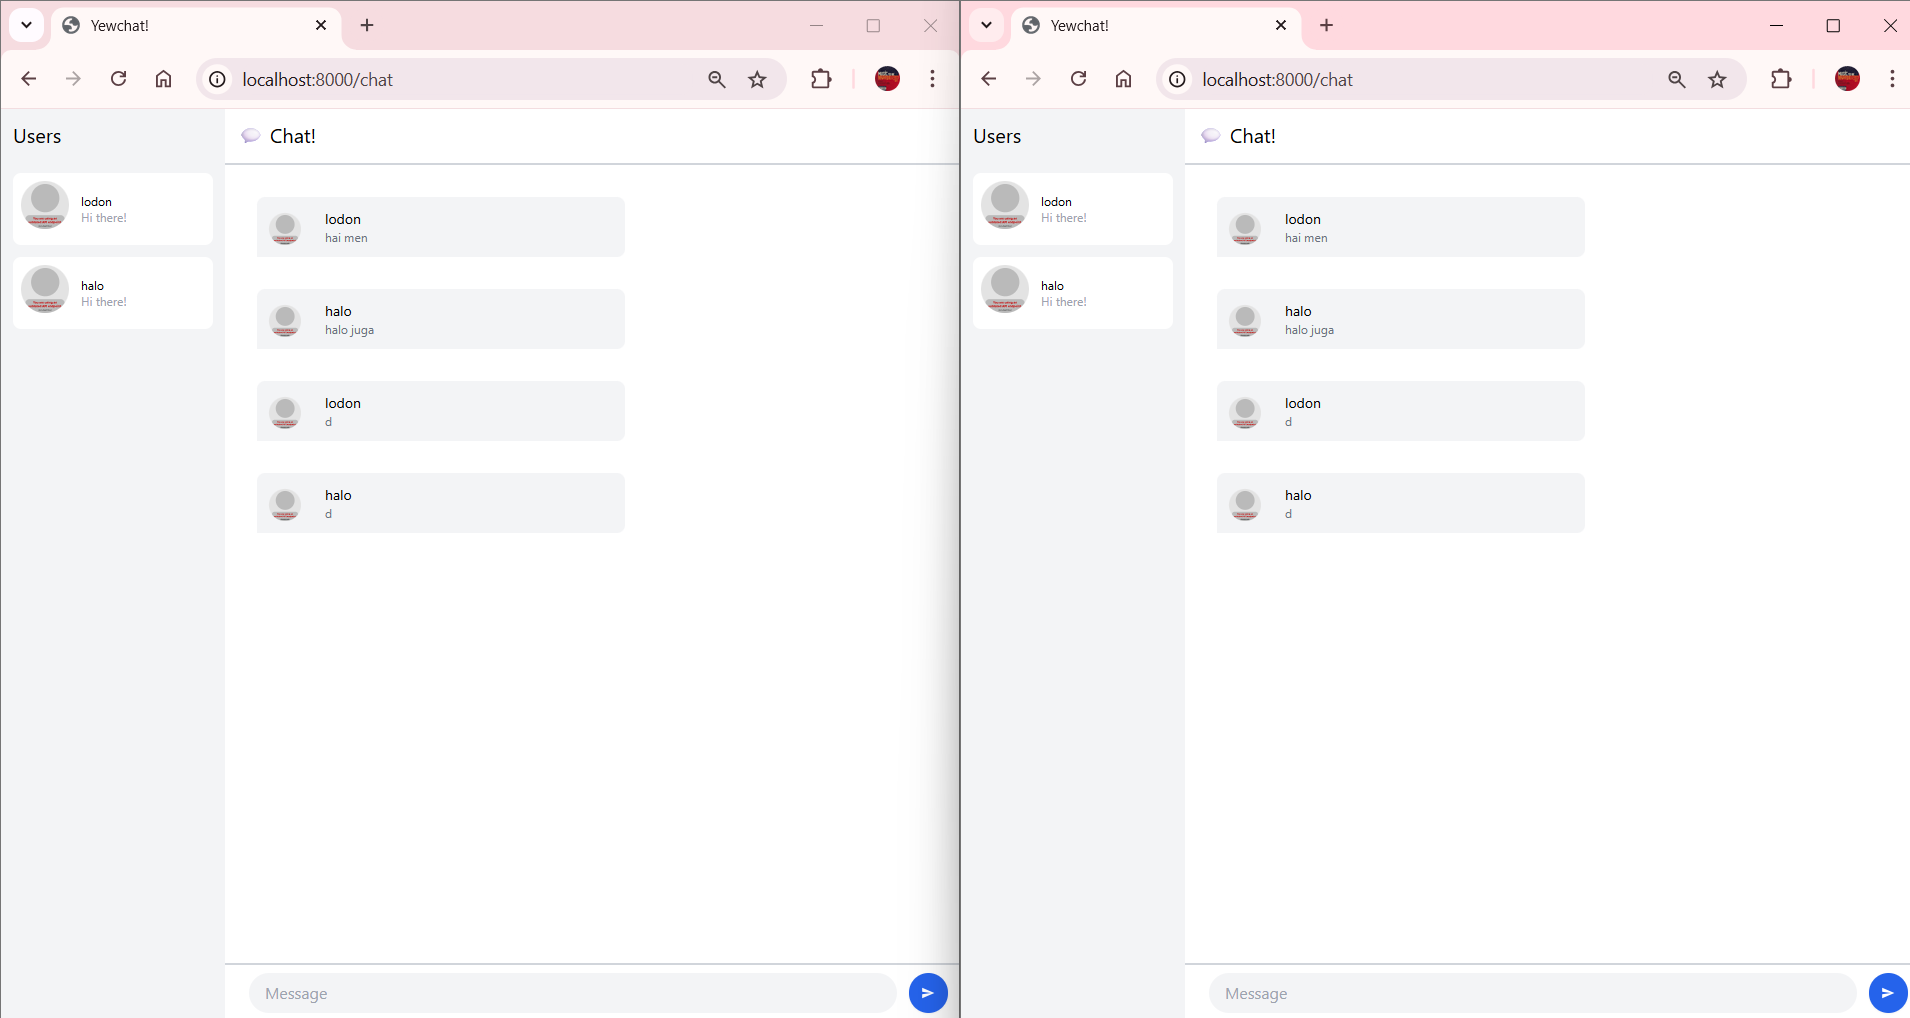 Yewchat!
localhost:8000/chat
Users
lodon
Hi there!
halo
Hi there!
Chat!
lodon
hai men
halo
halo juga
lodon
d
halo
d
Message
Yewchat!
localhost:8000/chat
Users
lodon
Hi there!
halo
Hi there!
Chat!
lodon
hai men
halo
halo juga
lodon
d
halo
d
Message